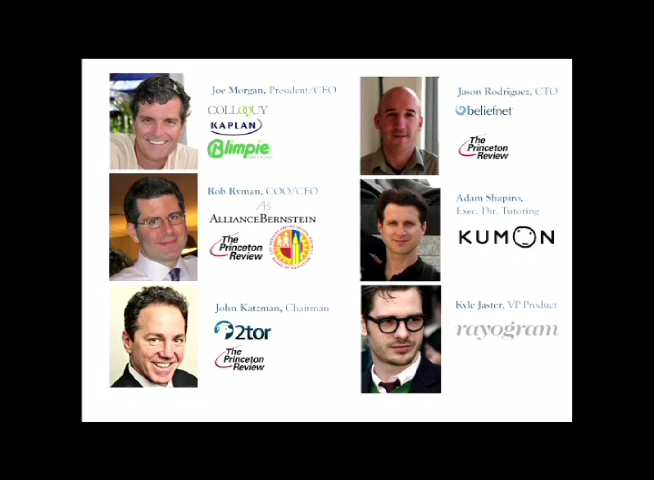 Joe Morgan, President/CEO
COLLOQUY
KAPLAN
Blimpie
Rob Ryman, COO/CFO
AB
ALLIANCEBERNSTEIN
The
Princeton
Review
John Katzman, Chairman
2tor
The
Princeton
Review
Jason Rodriguez, CTO
beliefnet
The
Princeton
Review
Adam Shapiro,
Exec. Dir. Tutoring
KUMON
Kyle Jaster, VP Product
rayogram